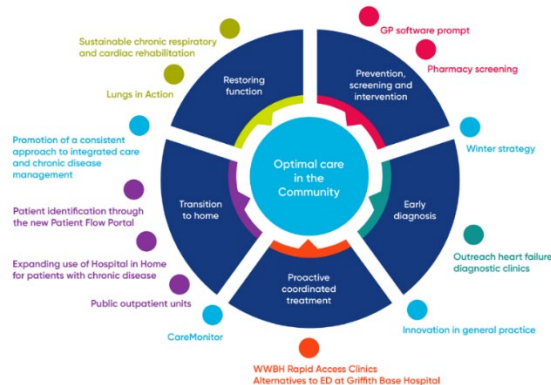 GP software prompt
Sustainable chronic respiratory
and cardiac rehabilitation
Pharmacy screening
Restoring
function
Prevention,
screening and
intervention
Lungs in Action
Promotion of a consistent
approach to integrated care
and chronic disease
management
Winter strategy
Optimal care
in the
Community
Transition
to home
Early
diagnosis
Patient identification through
the new Patient Flow Portal
Expanding use of Hospital in Home
for patients with chronic disease
Outreach heart failure
diagnostic clinics
Proactive
coordinated
treatment
Public outpatient units
CareMonitor
Innovation in general practice
WWBH Rapid Access Clinics
Alternatives to ED at Griffith Base Hospital